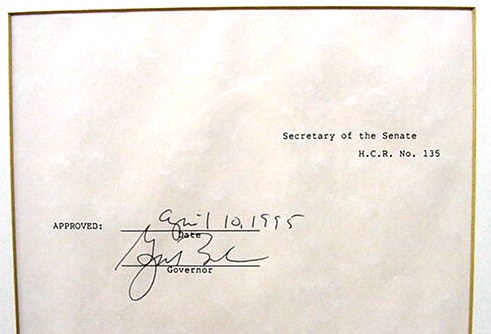 Secretary of the Senate
H.C.R. No. 135
APPROVED: April 10, 1995
Date
Governor